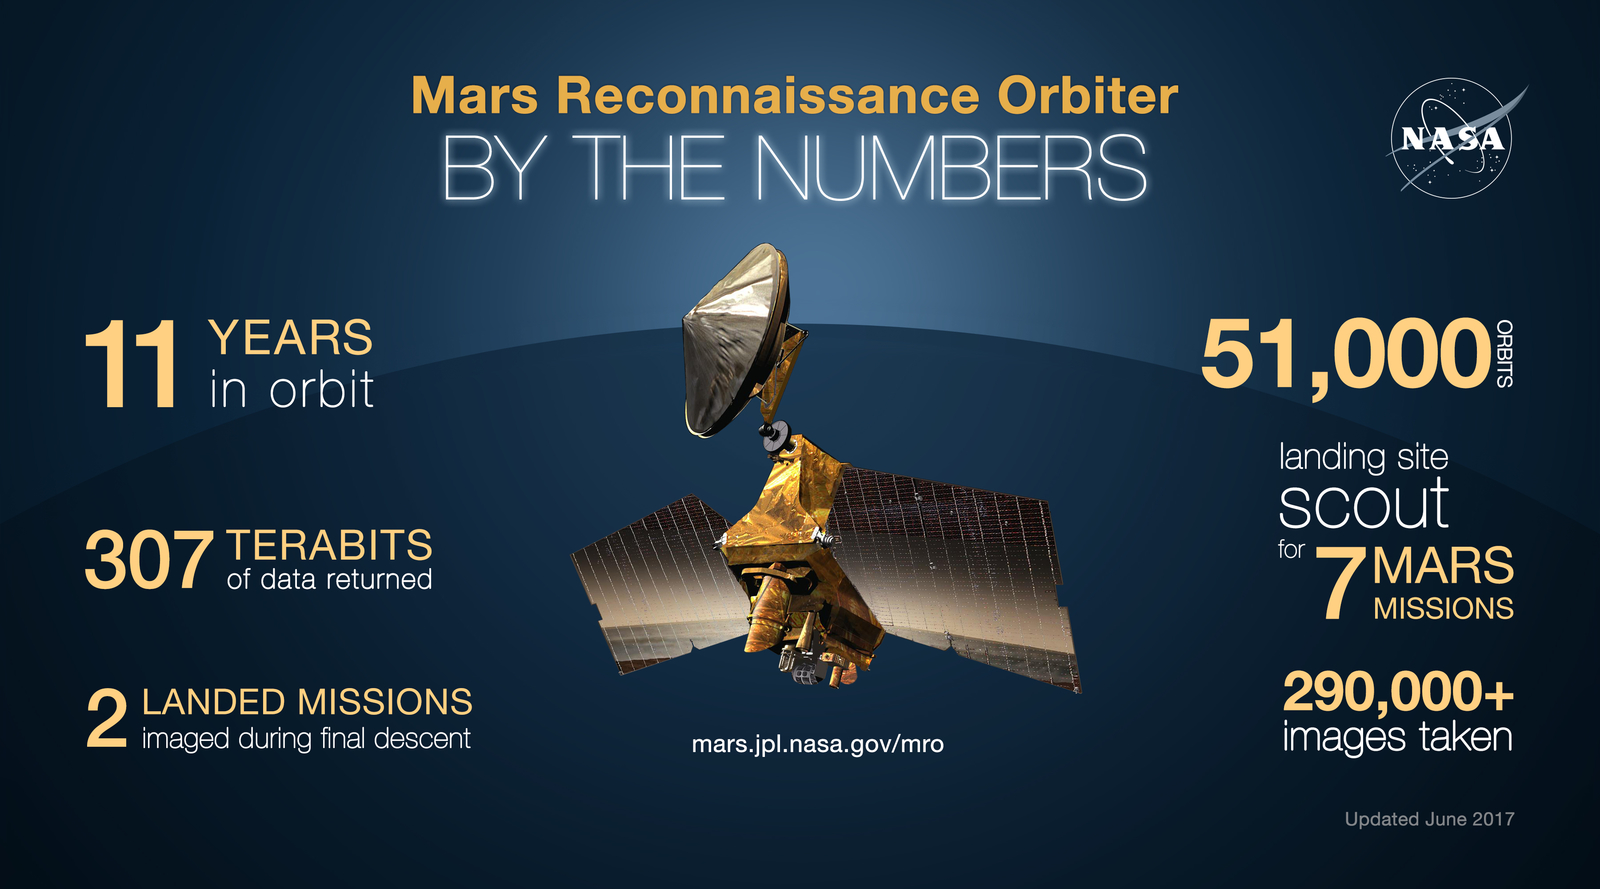 Mars Reconnaissance Orbiter
BY THE NUMBERS
NASA
11 YEARS
in orbit
307 TERABITS
of data returned
2 LANDED MISSIONS
imaged during final descent
51,000 ORBITS
landing site
scout
for 7 MARS
MISSIONS
290,000+
images taken
mars.jpl.nasa.gov/mro
Updated June 2017